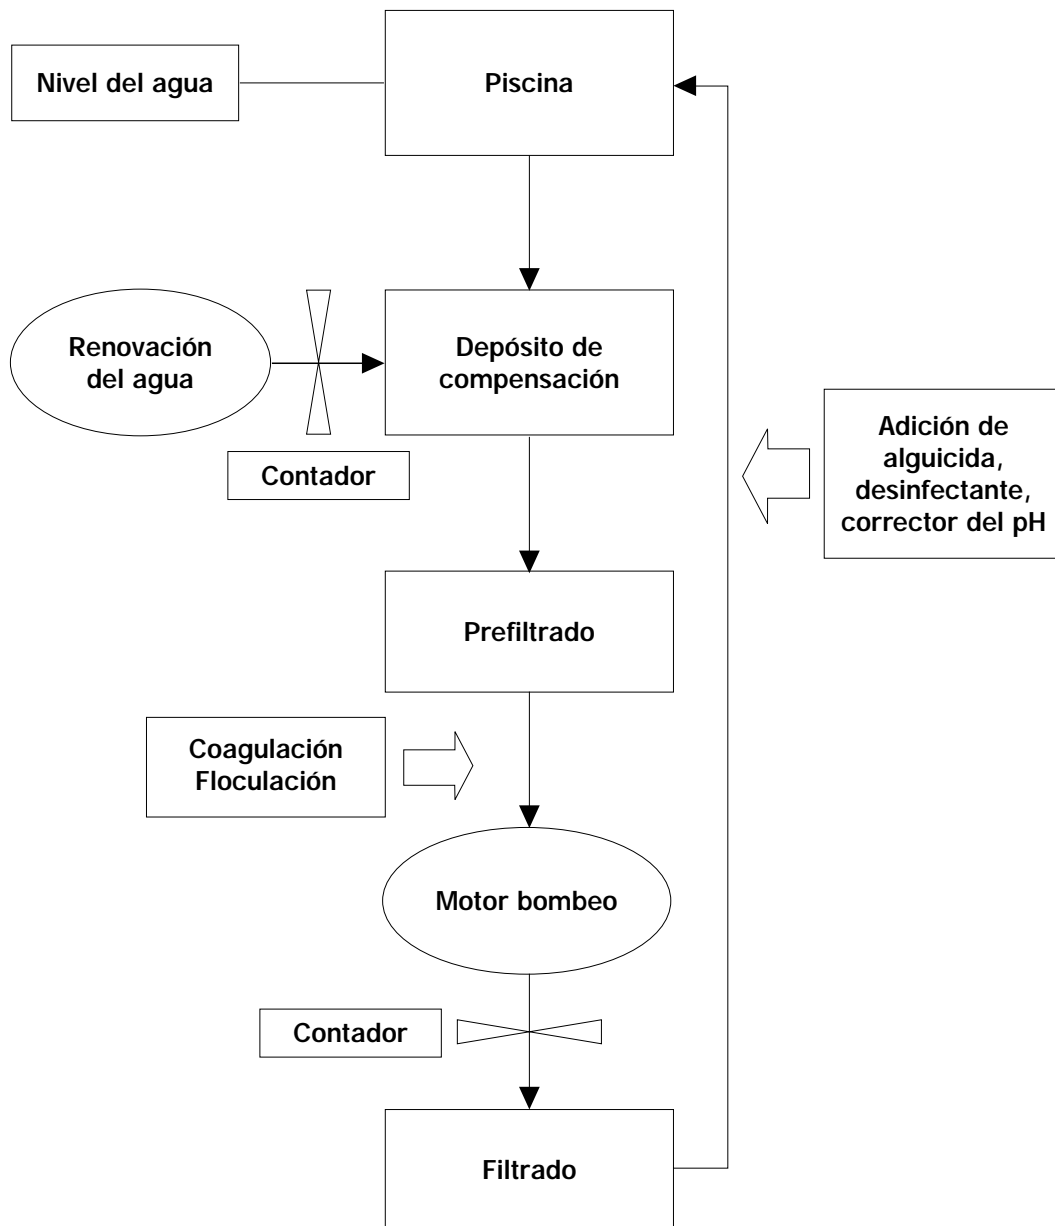 Nivel del agua
Piscina
Renovación
del agua
Depósito de
compensación
Contador
Adición de
alguicida,
desinfectante,
corrector del pH
Prefiltrado
Coagulación
Floculación
Motor bombeo
Contador
Filtrado